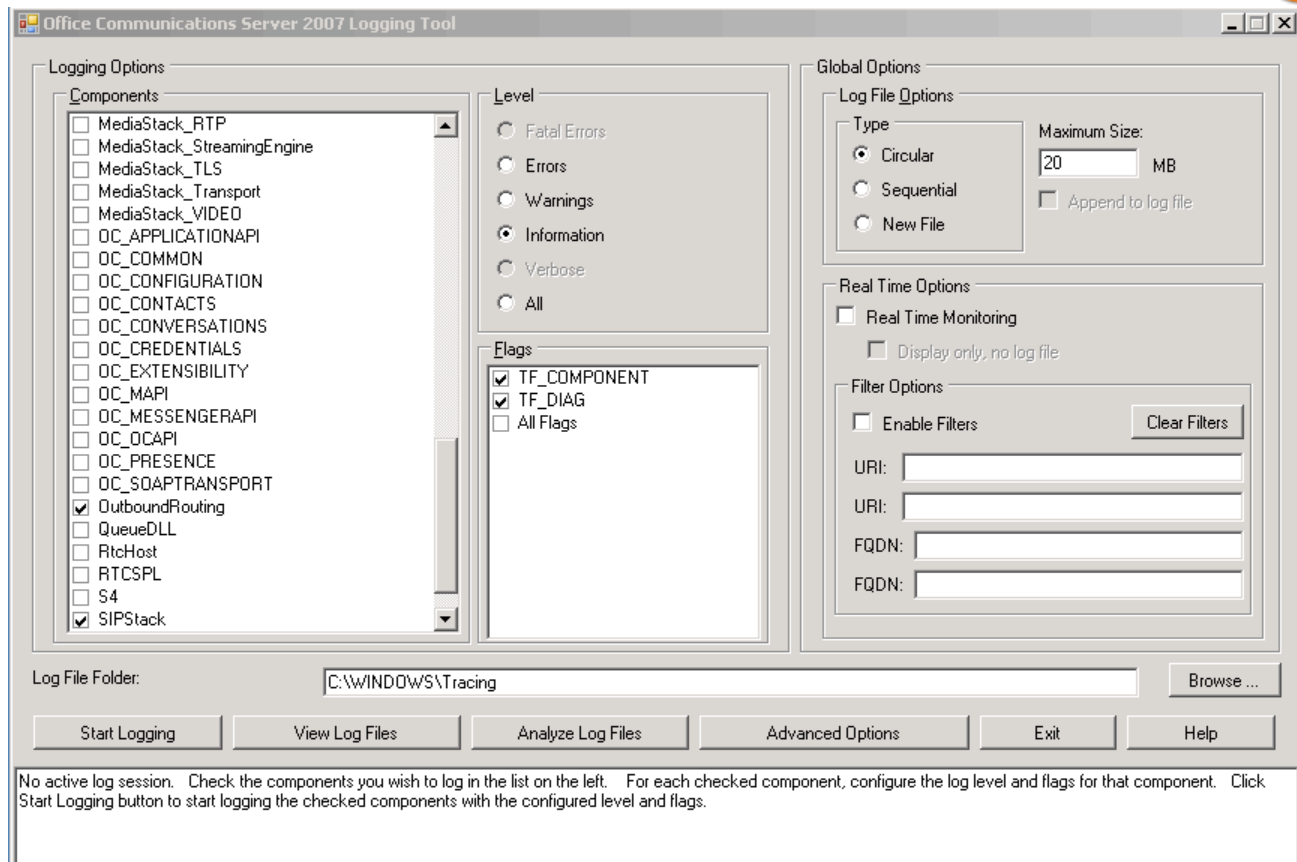 Office Communications Server 2007 Logging Tool
Logging Options
Components
MediaStack_RTP
MediaStack_StreamingEngine
MediaStack_TLS
MediaStack_Transport
MediaStack_VIDEO
OC_APPLICATIONAPI
OC_COMMON
OC_CONFIGURATION
OC_CONTACTS
OC_CONVERSATIONS
OC_CREDENTIALS
OC_EXTENSIBILITY
OC_MAPI
OC_MESSENGERAPI
OC_OCAPI
OC_PRESENCE
OC_SOAPTRANSPORT
OutboundRouting
QueueDLL
RtcHost
RTCSPL
S4
SIPStack
Level
Fatal Errors
Errors
Warnings
Information
Verbose
All
Flags
TF_COMPONENT
TF_DIAG
All Flags
Global Options
Log File Options
Type
Circular
Sequential
New File
Maximum Size:
20 MB
Append to log file
Real Time Options
Real Time Monitoring
Display only, no log file
Filter Options
Enable Filters
Clear Filters
URI:
URI:
FQDN:
FQDN:
Log File Folder:
C:\WINDOWS\Tracing
Browse ...
Start Logging
View Log Files
Analyze Log Files
Advanced Options
Exit
Help
No active log session. Check the components you wish to log in the list on the left. For each checked component, configure the log level and flags for that component. Click
Start Logging button to start logging the checked components with the configured level and flags.